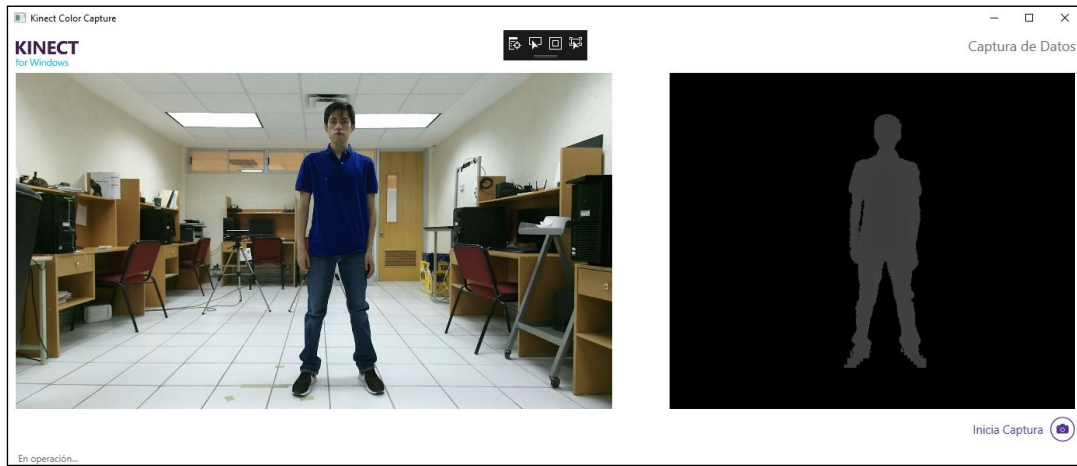 Kinect Color Capture
KINECT
for Windows
Captura de Datos
Inicia Captura
En operación...